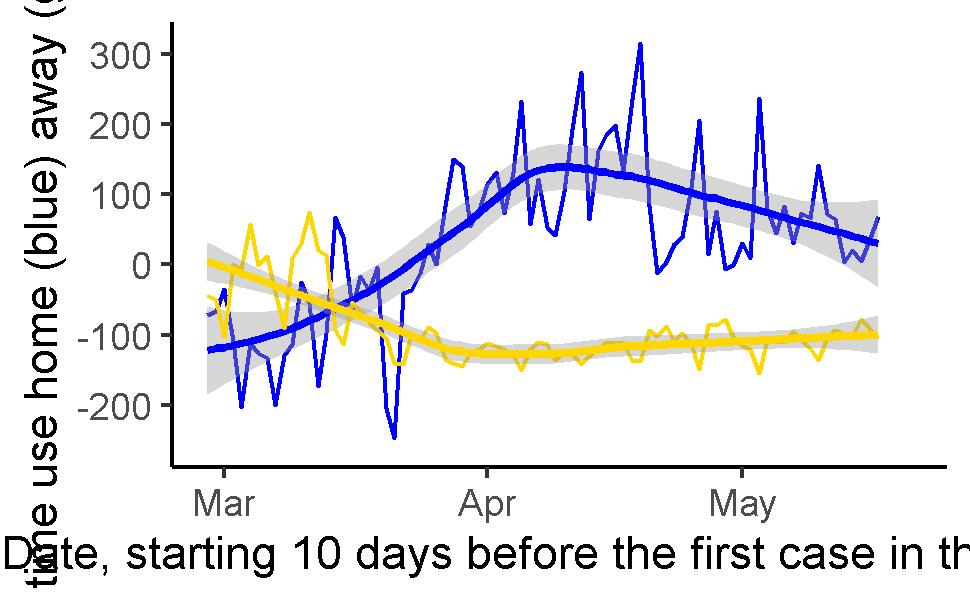 time use home (blue) away (
300
200
100
0
-100
-200
Mar
Apr
May
Date, starting 10 days before the first case in th